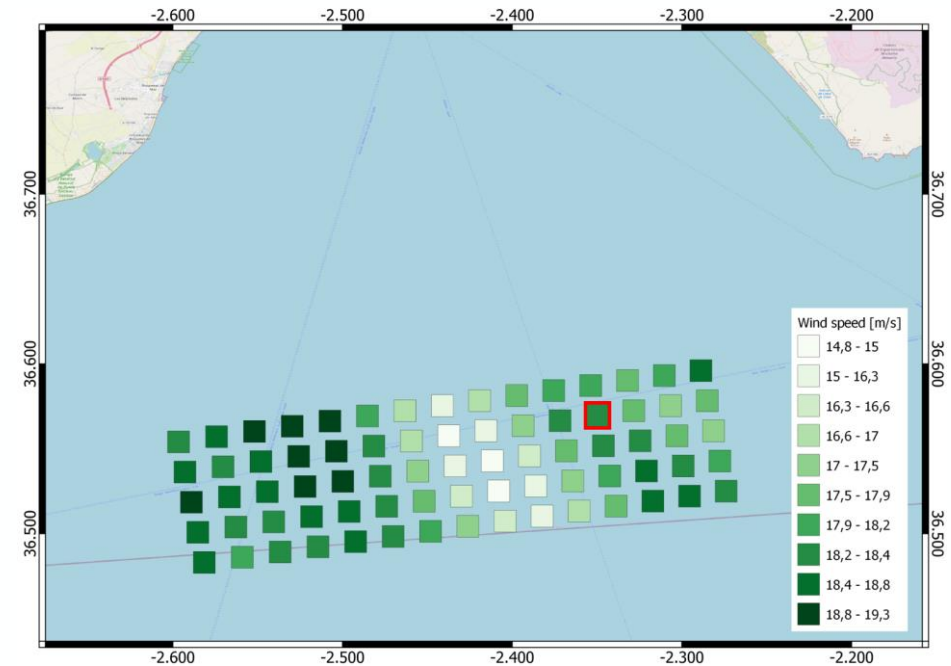 -2.600 -2.500 -2.400 -2.300 -2.200
36.700 36.700
36.600 36.600
36.500 36.500
Wind speed [m/s]
14,8 - 15
15 - 16,3
16,3 - 16,6
16,6 - 17
17 - 17,5
17,5 - 17,9
17,9 - 18,2
18,2 - 18,4
18,4 - 18,8
18,8 - 19,3
-2.600 -2.500 -2.400 -2.300 -2.200